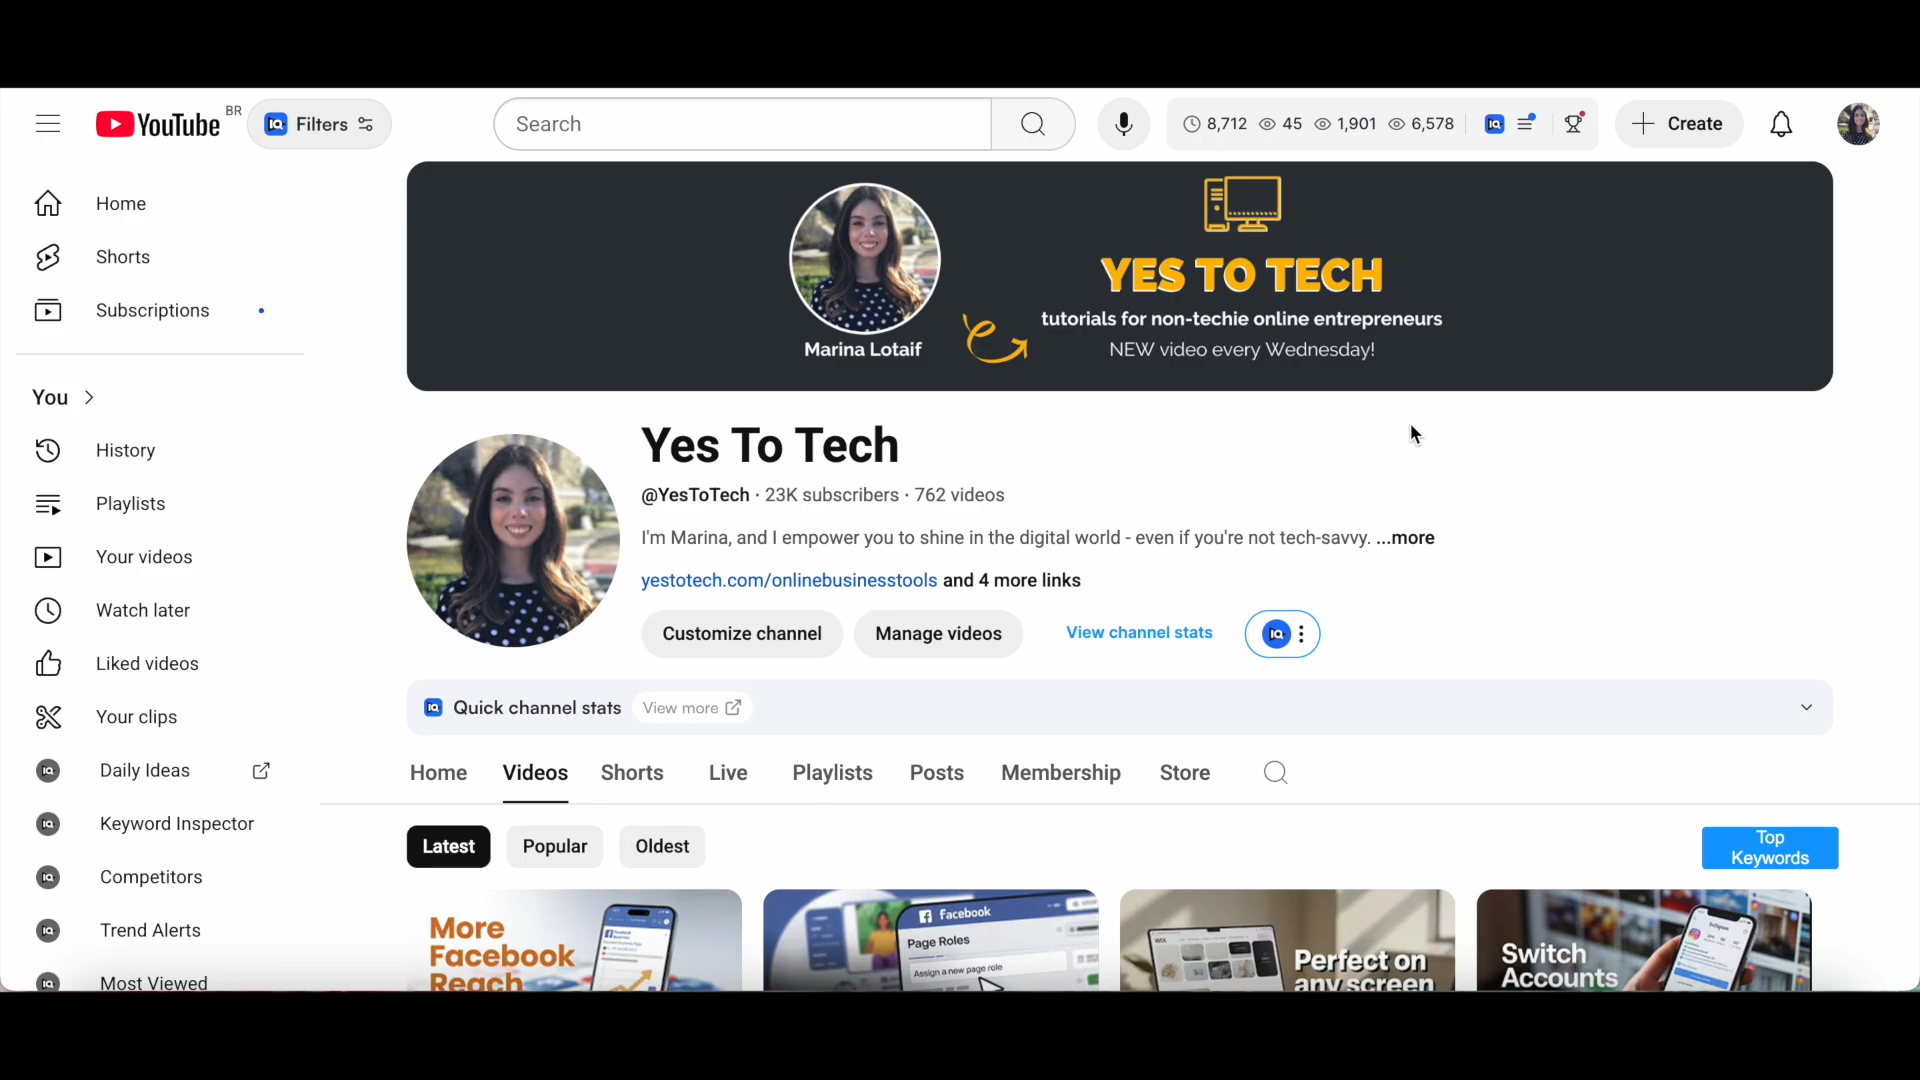 YouTube BR
Filters
Search
8,712 45 1,901 6,578
Create
Home
Shorts
Subscriptions
You
History
Playlists
Your videos
Watch later
Liked videos
Your clips
Daily Ideas
Keyword Inspector
Competitors
Trend Alerts
Most Viewed
Marina Lotaif
YES TO TECH
tutorials for non-techie online entrepreneurs
NEW video every Wednesday!
Yes To Tech
@YesToTech · 23K subscribers · 762 videos
I'm Marina, and I empower you to shine in the digital world - even if you're not tech-savvy. ...more
yestotech.com/onlinebusinesstools and 4 more links
Customize channel Manage videos View channel stats
Quick channel stats View more
Home Videos Shorts Live Playlists Posts Membership Store
Latest Popular Oldest
Top
Keywords
More
Facebook
Reach
facebook
Page Roles
Assign a new page role
WIX
Perfect on
any screen
Switch
Accounts